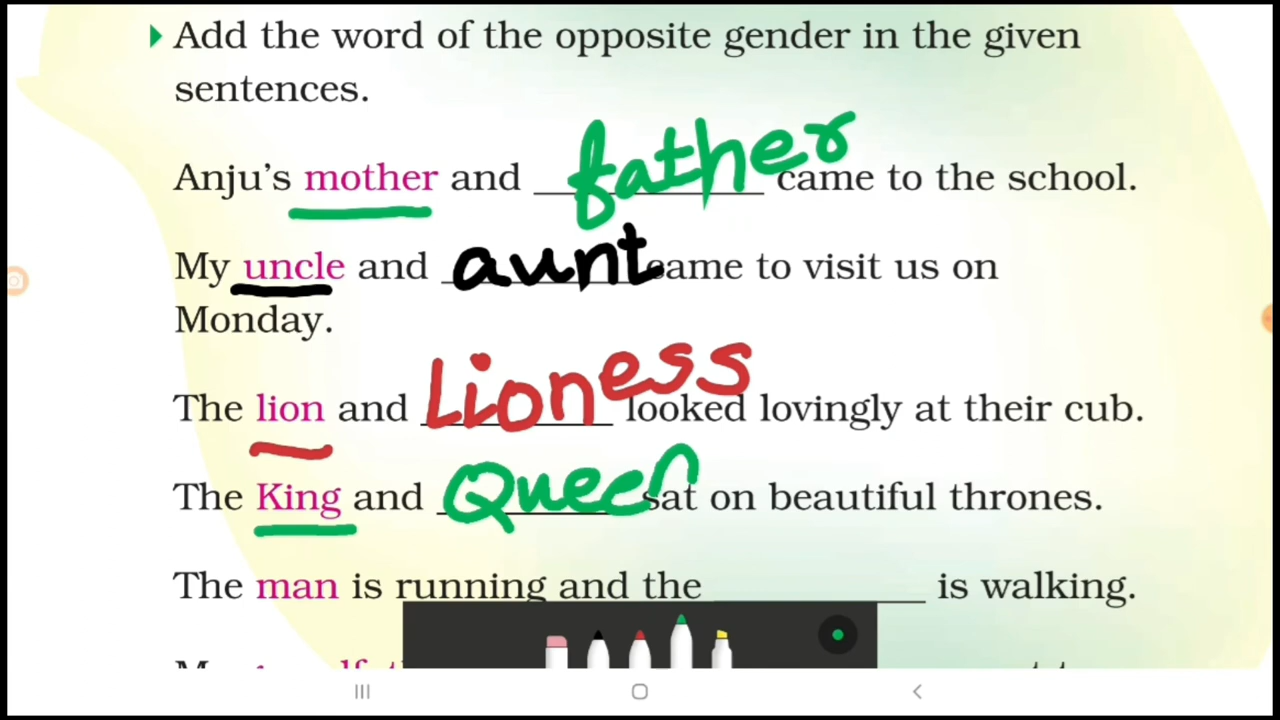 Add the word of the opposite gender in the given
sentences.
Anju's mother and father came to the school.
My uncle and aunt came to visit us on
Monday.
The lion and Lioness looked lovingly at their cub.
The King and Queen sat on beautiful thrones.
The man is running and the __________ is walking.